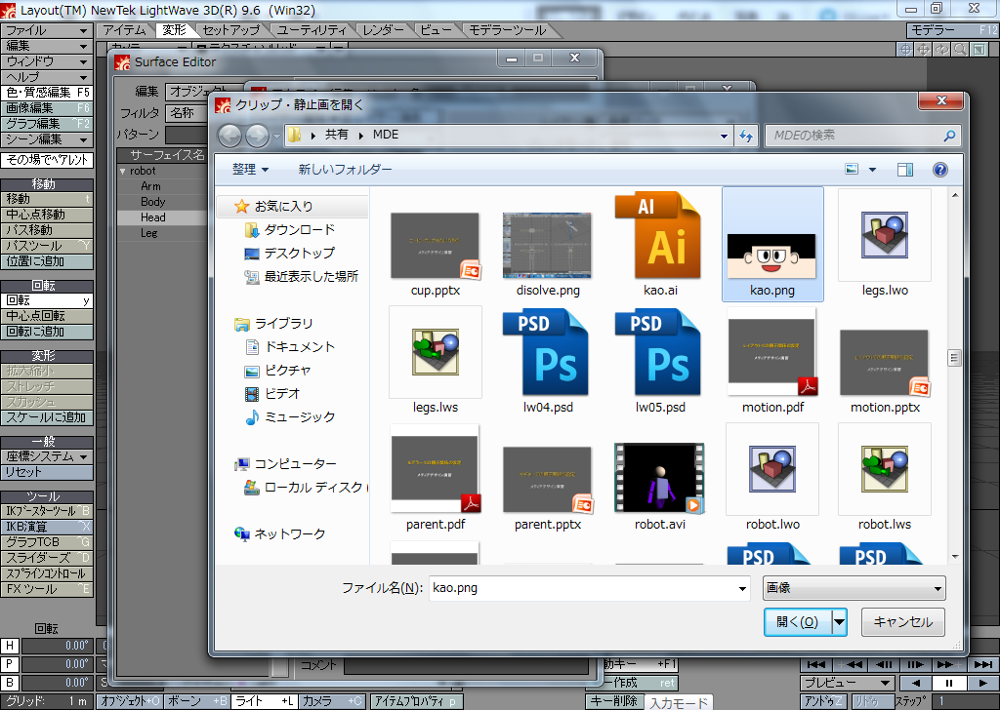 Layout(TM) NewTek LightWave 3D(R) 9.6 (Win32)
ファイル
編集
ウィンドウ
ヘルプ
色・質感編集 F5
画像編集 F6
グラフ編集 ^F2
シーン編集
その場でペアレント
移動
移動 t
中心点移動
パス移動
パスツール ^Y
位置に追加
回転
回転 y
中心点回転
回転に追加
変形
拡大縮小
ストレッチ
スカッシュ
スケールに追加
一般
座標システム
リセット
ツール
IKブースターツール ^B
IKB演算 ^X
グラフTCB ^G
スライダーズ ^D
スプラインコントロール
FX ツール ^E
回転
H 0.00°
P 0.00°
B 0.00°
グリッド: 1 m
アイテム 変形 セットアップ ユーティリティ レンダー ビュー モデラーツール
モデラー F12
Surface Editor
編集 オブジェクト
フィルタ 名称
パターン
サーフェイス名
robot
Arm
Body
Head
Leg
クリップ・静止画を開く
共有 MDE
MDEの検索
整理 新しいフォルダー
お気に入り
ダウンロード
デスクトップ
最近表示した場所
ライブラリ
ドキュメント
ピクチャ
ビデオ
ミュージック
コンピューター
ローカル ディスク (
ネットワーク
cup.pptx
disolve.png
Ai
Ai
kao.ai
kao.png
legs.lwo
legs.lws
PSD
Ps
lw04.psd
PSD
Ps
lw05.psd
motion.pdf
motion.pptx
parent.pdf
parent.pptx
robot.avi
robot.lwo
robot.lws
PSD
PSD
ファイル名(N): kao.png
画像
開く(O)
キャンセル
コメント
動キー +F1
キー作成 ret
キー削除
入力モード
プレビュー
アンドゥZ リドゥ ステップ 1
オブジェクト+O ボーン +B ライト +L カメラ +C アイテムプロパティ p